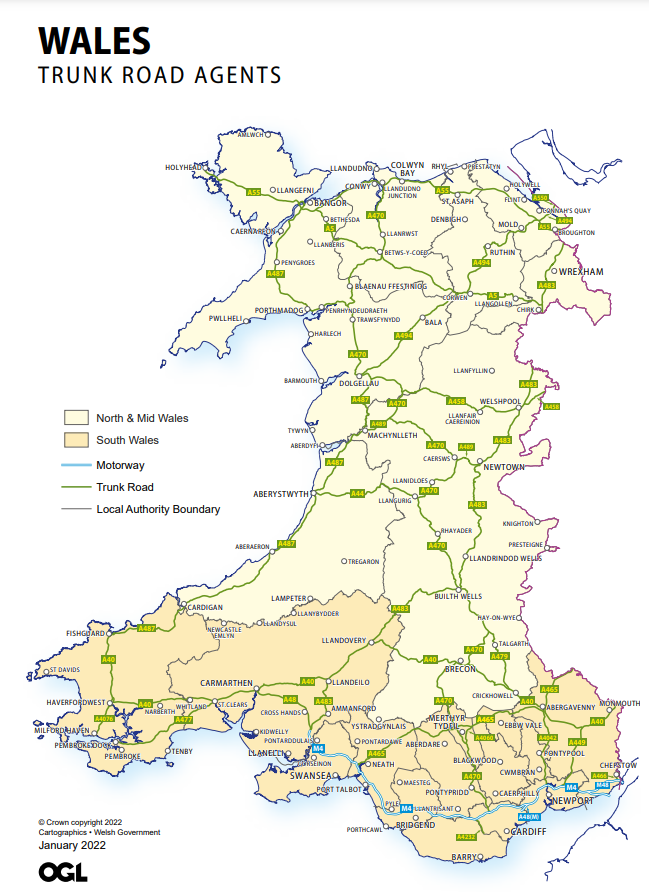 WALES
TRUNK ROAD AGENTS
AMLWCH
HOLYHEAD
LLANDUDNO
COLWYN
BAY
RHYL
PRESTATYN
A55
LLANGEFNI
CONWY
LLANDUDNO
JUNCTION
A55
HOLYWELL
BANGOR
ST.ASAPH
FLINT
A550
CONNAH'S QUAY
A470
BETHESDA
A5
DENBIGH
A494
CAERNARFON
MOLD
A55
BROUGHTON
LLANBERIS
LLANRWST
BETWS-Y-COED
RUTHIN
PENYGROES
A494
WREXHAM
A487
BLAENAU FFESTINIOG
A483
CORWEN
A5
LLANGOLLEN
PORTHMADOG
PENRHYNDEUDRAETH
CHIRK
PWLLHELI
TRAWSFYNYDD
BALA
HARLECH
A494
A470
LLANFYLLIN
BARMOUTH
DOLGELLAU
A483
A487
A470
A458
WELSHPOOL
A458
LLANFAIR
CAEREINION
North & Mid Wales
A489
TYWYN
MACHYNLLETH
A483
South Wales
ABERDYFI
A470
A489
CAERSWS
Motorway
A487
NEWTOWN
Trunk Road
LLANIDLOES
ABERYSTWYTH
A44
A470
LLANGURIG
A483
Local Authority Boundary
KNIGHTON
RHAYADER
ABERAERON
A487
A470
PRESTEIGNE
TREGARON
LLANDRINDOD WELLS
LAMPETER
BUILTH WELLS
CARDIGAN
A483
LLANYBYDDER
HAY-ON-WYE
A487
NEWCASTLE
EMLYN
LLANDYSUL
FISHGUARD
LLANDOVERY
TALGARTH
A470
A479
A40
A40
ST DAVIDS
BRECON
CARMARTHEN
A40
LLANDEILO
A465
CRICKHOWELL
HAVERFORDWEST
A40
WHITLAND
ST.CLEARS
A48
A483
A470
A40
ABERGAVENNY
MONMOUTH
NARBERTH
CROSS HANDS
AMMANFORD
A4076
A477
MERTHYR
TYDFIL
A465
EBBW VALE
A40
MILFORD HAVEN
KIDWELLY
YSTRADGYNLAIS
A4060
A4042
A449
PEMBROKE DOCK
PONTARDDULAIS
PONTARDAWE
ABERDARE
TENBY
LLANELLI
M4
A465
PONTYPOOL
PEMBROKE
GORSEINON
NEATH
BLACKWOOD
CHEPSTOW
SWANSEA
CWMBRAN
A466
A470
MAESTEG
M4
M48
PORT TALBOT
PONTYPRIDD
CAERPHILLY
NEWPORT
PYLE
M4
LLANTRISANT
A48(M)
PORTHCAWL
BRIDGEND
CARDIFF
A4232
BARRY
© Crown copyright 2022
Cartographics • Welsh Government
January 2022
OGL